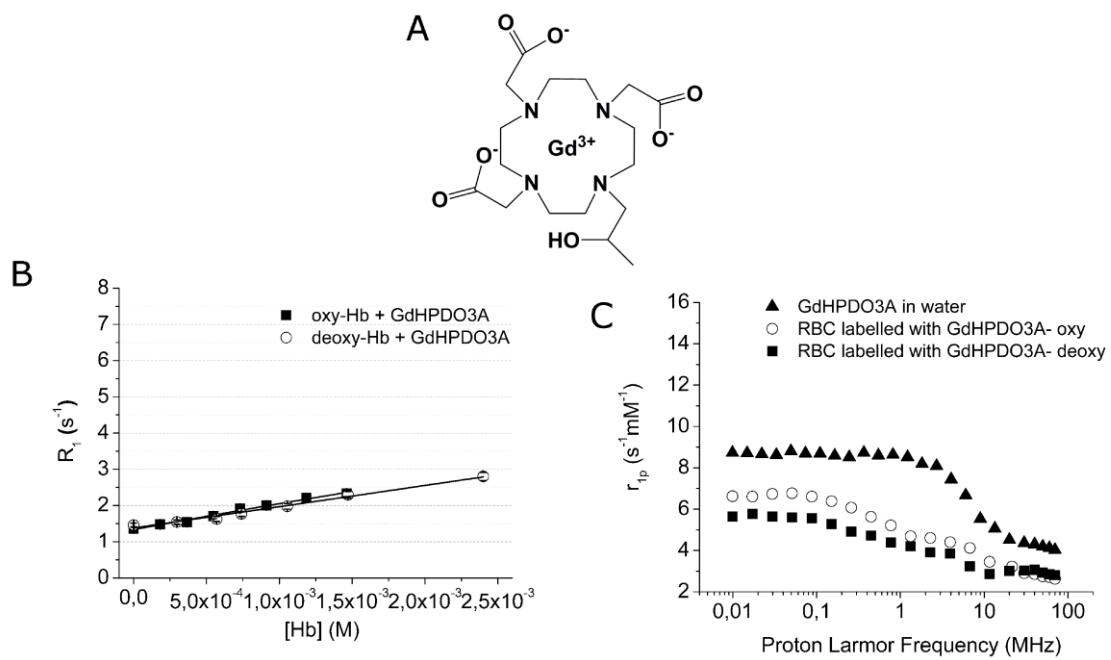 A
O
O⁻
O
O⁻
N
N
Gd³⁺
O⁻
O
N
N
HO
B
8
7
6
5
4
3
2
1
0
R₁ (s⁻¹)
■ oxy-Hb + GdHPDO3A
○ deoxy-Hb + GdHPDO3A
0,0 5,0x10⁻⁴ 1,0x10⁻³ 1,5x10⁻³ 2,0x10⁻³ 2,5x10⁻³
[Hb] (M)
C
16
14
12
10
8
6
4
2
r₁ₚ (s⁻¹mM⁻¹)
▲ GdHPDO3A in water
○ RBC labelled with GdHPDO3A- oxy
■ RBC labelled with GdHPDO3A- deoxy
0,01 0,1 1 10 100
Proton Larmor Frequency (MHz)